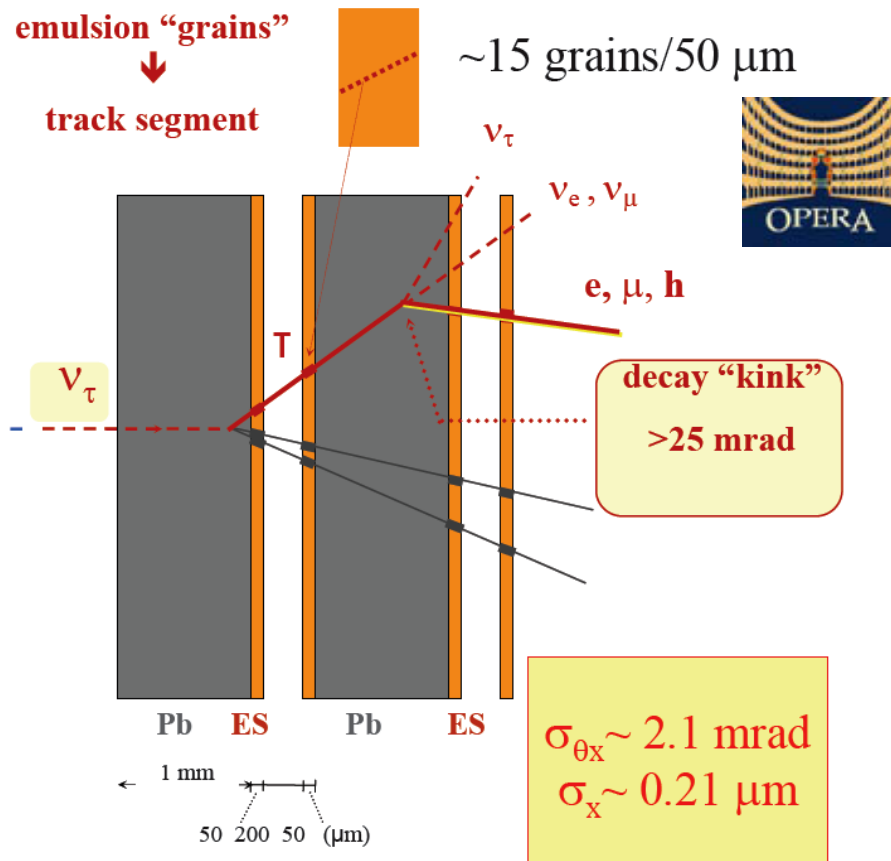 emulsion “grains”
track segment
~15 grains/50 μm
ντ
νe , νμ
OPERA
e, μ, h
T
ντ
decay “kink”
>25 mrad
Pb ES Pb ES
1 mm
50 200 50 (μm)
σθx~ 2.1 mrad
σx~ 0.21 μm